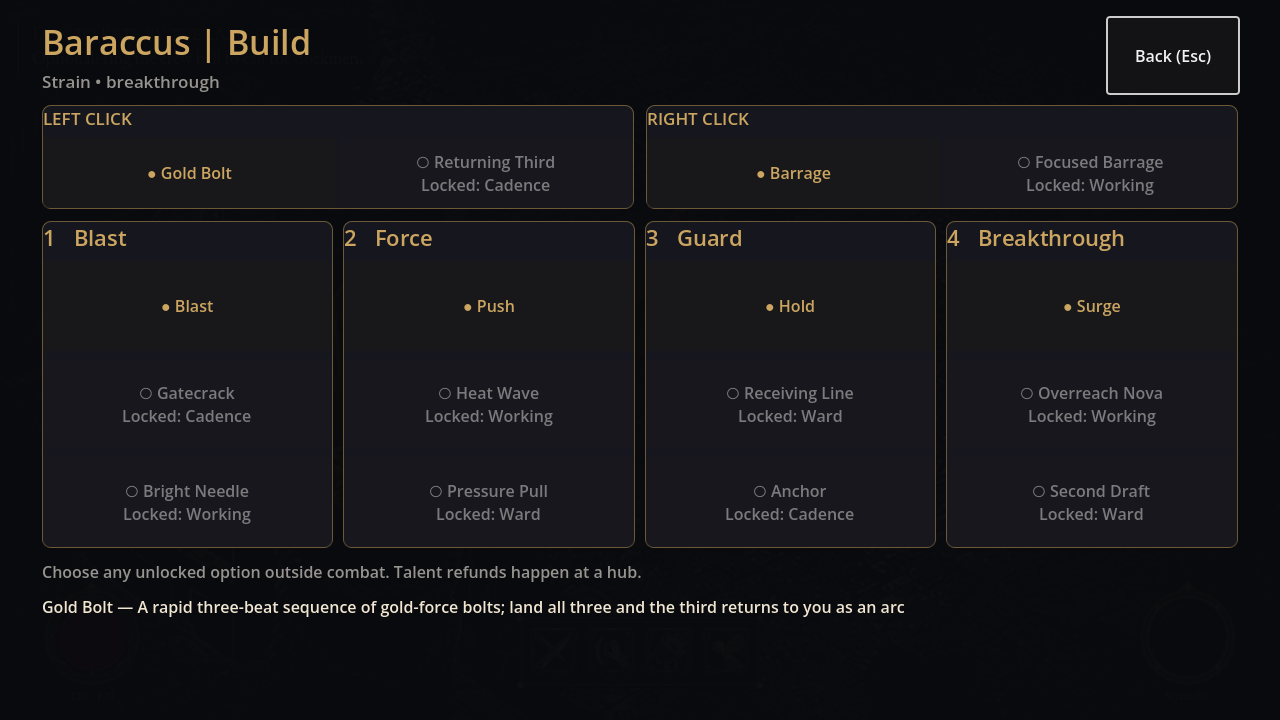 Baraccus | Build
Back (Esc)
Strain • breakthrough
LEFT CLICK
● Gold Bolt
○ Returning Third
Locked: Cadence
RIGHT CLICK
● Barrage
○ Focused Barrage
Locked: Working
1 Blast
● Blast
○ Gatecrack
Locked: Cadence
○ Bright Needle
Locked: Working
2 Force
● Push
○ Heat Wave
Locked: Working
○ Pressure Pull
Locked: Ward
3 Guard
● Hold
○ Receiving Line
Locked: Ward
○ Anchor
Locked: Cadence
4 Breakthrough
● Surge
○ Overreach Nova
Locked: Working
○ Second Draft
Locked: Ward
Choose any unlocked option outside combat. Talent refunds happen at a hub.
Gold Bolt — A rapid three-beat sequence of gold-force bolts; land all three and the third returns to you as an arc